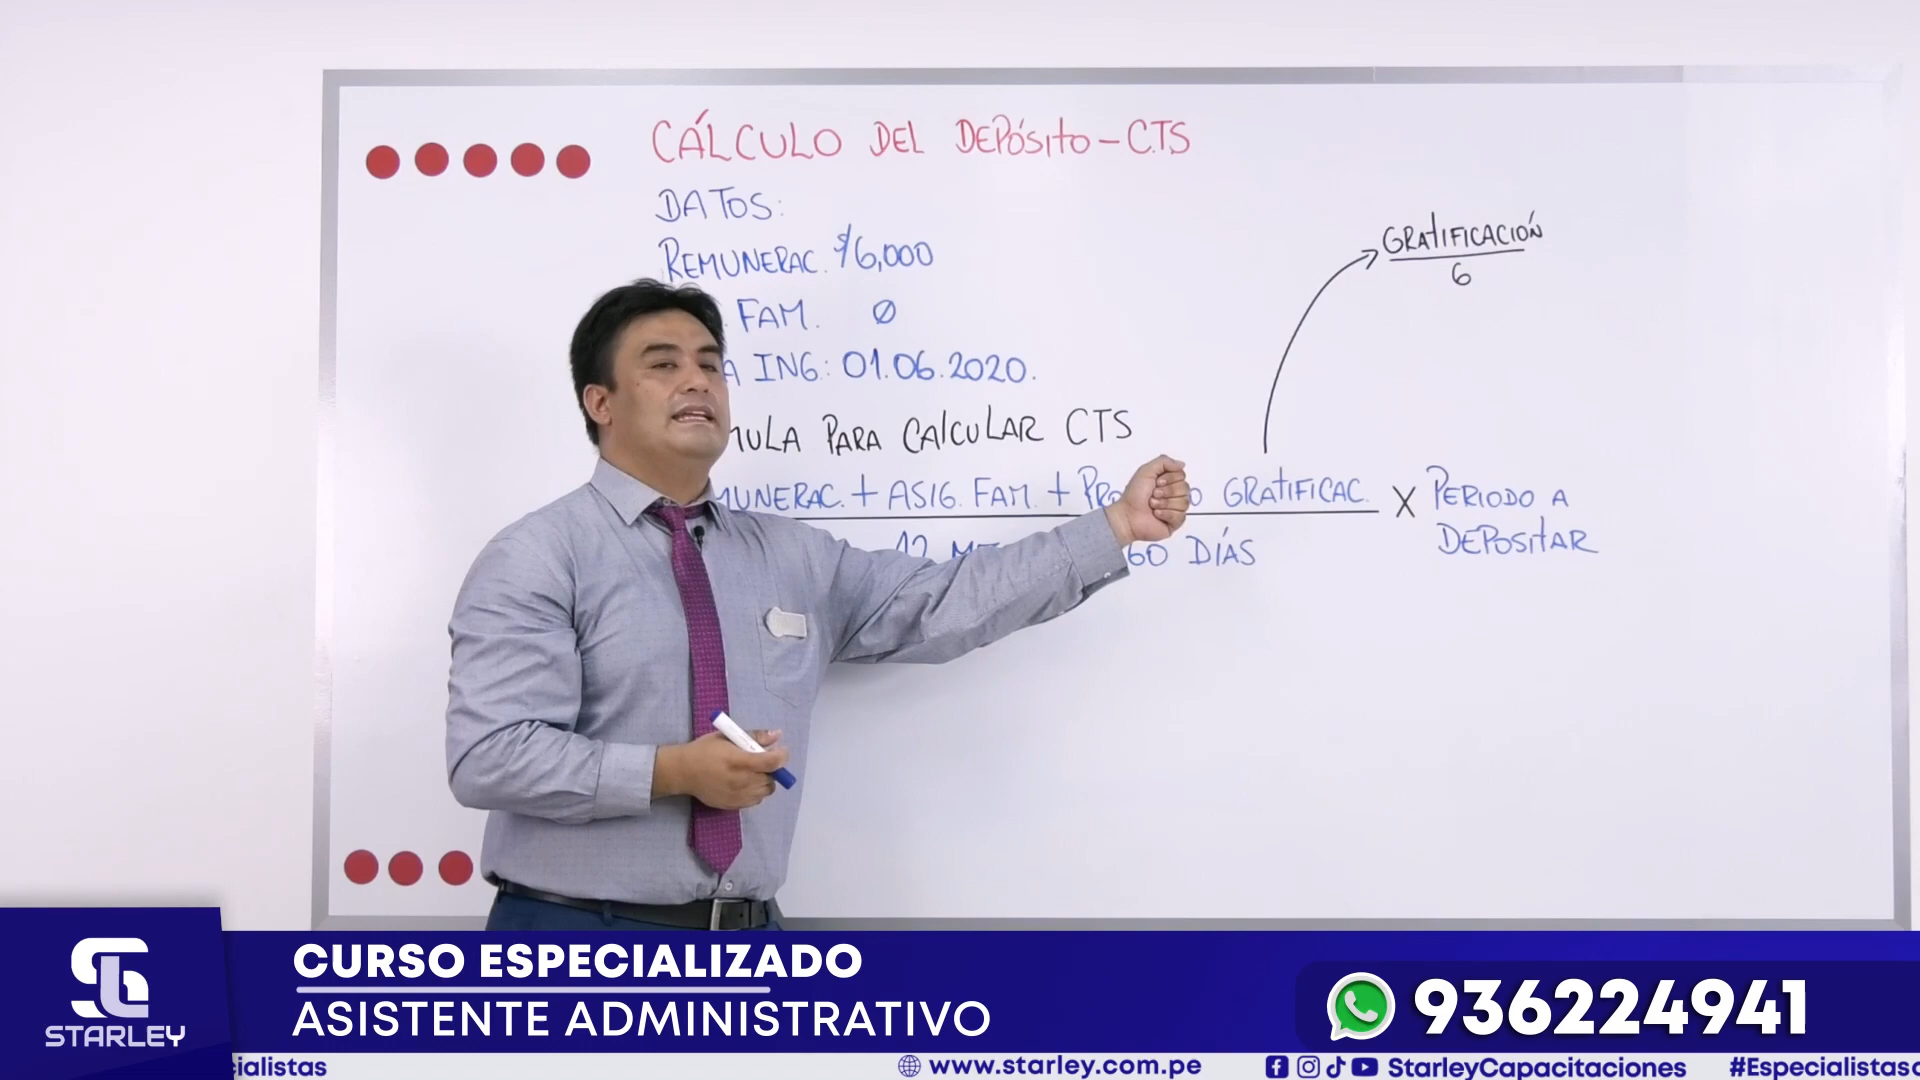 CÁLCULO DEL DEPÓSITO - CTS
DATOS:
REMUNERAC. $/6,000
FAM. Ø
A ING: 01.06.2020.
MULA PARA CALCULAR CTS
MUNERAC. + ASIG. FAM. + GRATIFICAC. X PERIODO A DEPOSITAR
12 60 DÍAS
GRATIFICACIÓN
6
STARLEY
CURSO ESPECIALIZADO
ASISTENTE ADMINISTRATIVO
936224941
cialistas www.starley.com.pe StarleyCapacitaciones #Especialistas